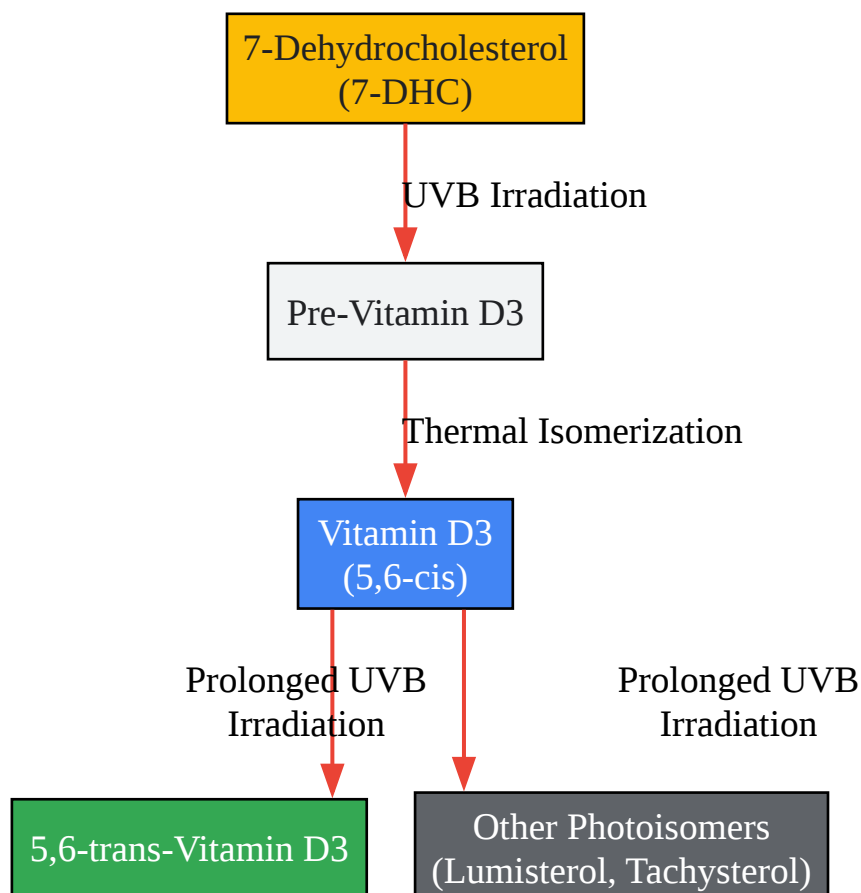 7-Dehydrocholesterol
(7-DHC)
UVB Irradiation
Pre-Vitamin D3
Thermal Isomerization
Vitamin D3
(5,6-cis)
Prolonged UVB
Irradiation
Prolonged UVB
Irradiation
5,6-trans-Vitamin D3
Other Photoisomers
(Lumisterol, Tachysterol)